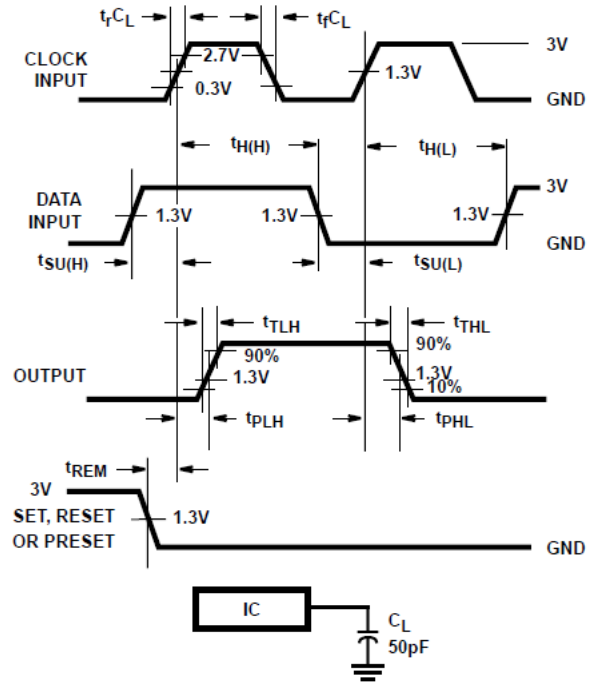 trCL tfCL
CLOCK
INPUT
2.7V
0.3V
1.3V
3V
GND
tH(H) tH(L)
DATA
INPUT
1.3V 1.3V 1.3V
3V
GND
tSU(H) tSU(L)
tTLH tTHL
OUTPUT
90% 90%
1.3V 1.3V
10%
tPLH tPHL
tREM
3V
SET, RESET
OR PRESET
1.3V
GND
IC
CL
50pF